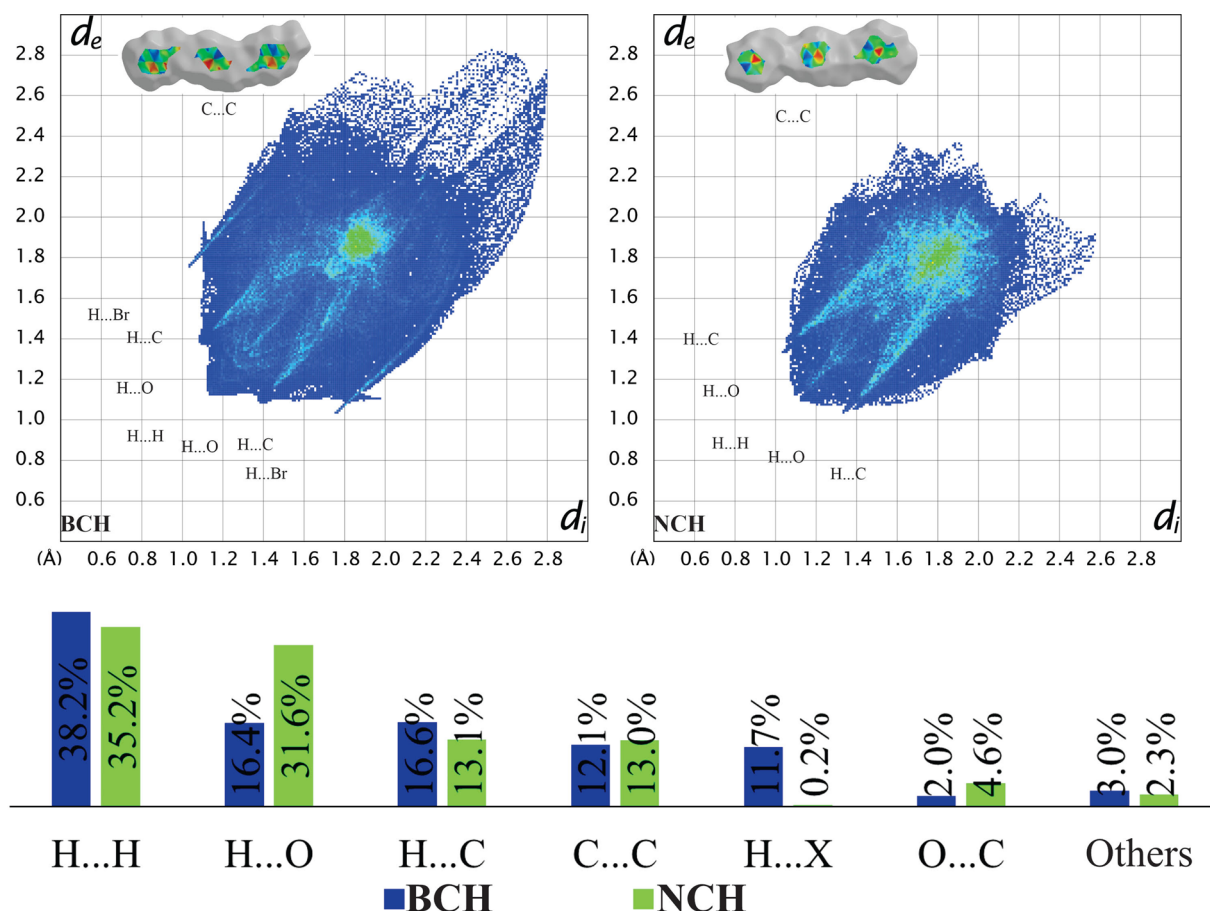 de
2.8
2.6
2.4
2.2
2.0
1.8
1.6
1.4
1.2
1.0
0.8
0.6
C...C
H...Br
H...C
H...O
H...H
H...O
H...C
H...Br
BCH
di
(Å) 0.6 0.8 1.0 1.2 1.4 1.6 1.8 2.0 2.2 2.4 2.6 2.8
de
2.8
2.6
2.4
2.2
2.0
1.8
1.6
1.4
1.2
1.0
0.8
0.6
C...C
H...C
H...O
H...H
H...O
H...C
NCH
di
(Å) 0.6 0.8 1.0 1.2 1.4 1.6 1.8 2.0 2.2 2.4 2.6 2.8
38.2% 35.2% 16.4% 31.6% 16.6% 13.1% 12.1% 13.0% 11.7% 0.2% 2.0% 4.6% 3.0% 2.3%
H...H H...O H...C C...C H...X O...C Others
BCH NCH